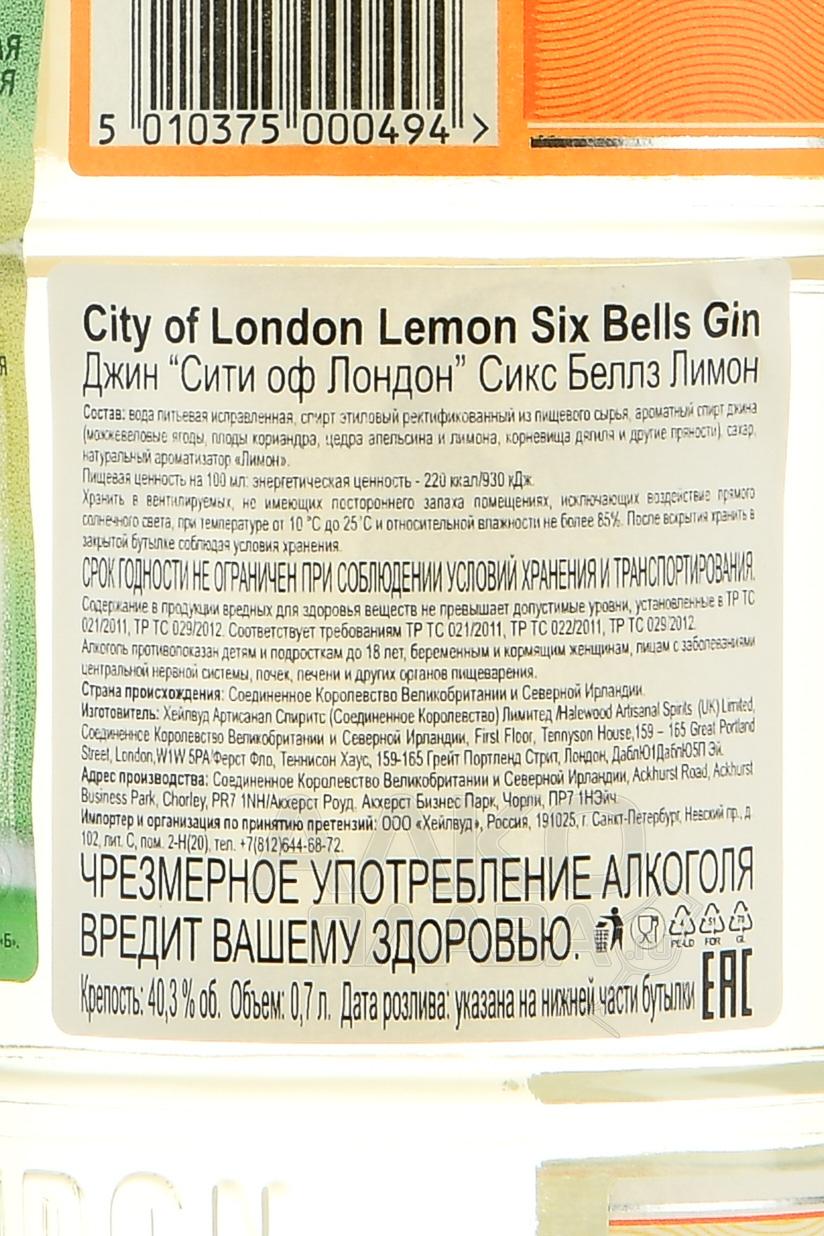 АЯ
Я
5 010375 000494 >
City of London Lemon Six Bells Gin
Джин “Сити оф Лондон” Сикс Беллз Лимон
Состав: вода питьевая исправленная, спирт этиловый ректификованный из пищевого сырья, ароматный спирт джина
(можжевеловые ягоды, плоды кориандра, цедра апельсина и лимона, корневища дягиля и другие пряности), сахар,
натуральный ароматизатор «Лимон».
Пищевая ценность на 100 мл: энергетическая ценность - 220 ккал/930 кДж.
Хранить в вентилируемых, не имеющих постороннего запаха помещениях, исключающих воздействие прямого
солнечного света, при температуре от 10 °C до 25°C и относительной влажности не более 85%. После вскрытия хранить в
закрытой бутылке соблюдая условия хранения.
СРОК ГОДНОСТИ НЕ ОГРАНИЧЕН ПРИ СОБЛЮДЕНИИ УСЛОВИЙ ХРАНЕНИЯ И ТРАНСПОРТИРОВАНИЯ.
Содержание в продукции вредных для здоровья веществ не превышает допустимые уровни, установленные в ТР ТС
021/2011, ТР ТС 029/2012. Соответствует требованиям ТР ТС 021/2011, ТР ТС 022/2011, ТР ТС 029/2012.
Алкоголь противопоказан детям и подросткам до 18 лет, беременным и кормящим женщинам, лицам с заболеваниями
центральной нервной системы, почек, печени и других органов пищеварения.
Страна происхождения: Соединенное Королевство Великобритании и Северной Ирландии.
Изготовитель: Хейлвуд Артисанал Спиритс (Соединенное Королевство) Лимитед /Halewood Artisanal Spirits (UK) Limited,
Соединенное Королевство Великобритании и Северной Ирландии, First Floor, Tennyson House,159 – 165 Great Portland
Street, London,W1W 5PA/Ферст Фло, Теннисон Хаус, 159-165 Грейт Портленд Стрит, Лондон, ДаблЮ1ДаблЮ5П Эй.
Адрес производства: Соединенное Королевство Великобритании и Северной Ирландии, Ackhurst Road, Ackhurst
Business Park, Chorley, PR7 1NH/Акхерст Роуд, Акхерст Бизнес Парк, Чорли, ПР7 1НЭйч.
Импортер и организация по принятию претензий: ООО «Хейлвуд», Россия, 191025, г. Санкт-Петербург, Невский пр., д.
102, лит. С, пом. 2-Н(20), тел. +7(812)644-68-72.
ЧРЕЗМЕРНОЕ УПОТРЕБЛЕНИЕ АЛКОГОЛЯ
ВРЕДИТ ВАШЕМУ ЗДОРОВЬЮ.
51 70
PE-LD FOR GL
«Б».
Крепость: 40,3 % об. Объем: 0,7 л. Дата розлива: указана на нижней части бутылки EAC